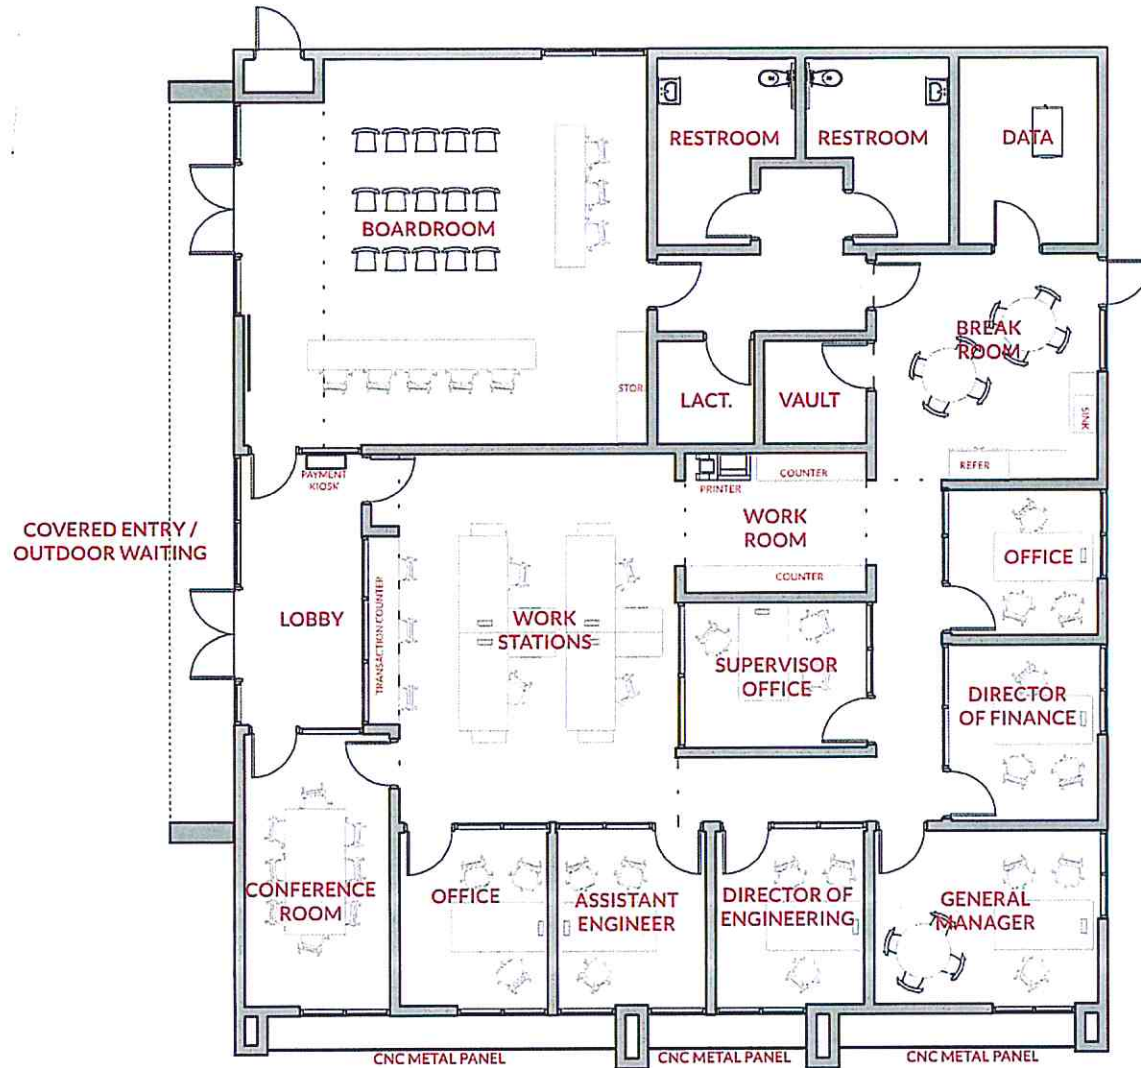 RESTROOM
RESTROOM
DATA
BOARDROOM
BREAK
ROOM
STOR
LACT.
VAULT
SINK
PAYMENT
KIOSK
PRINTER
COUNTER
REFER
COVERED ENTRY /
OUTDOOR WAITING
WORK
ROOM
OFFICE
COUNTER
LOBBY
TRANSACTION COUNTER
WORK
STATIONS
SUPERVISOR
OFFICE
DIRECTOR
OF FINANCE
CONFERENCE
ROOM
OFFICE
ASSISTANT
ENGINEER
DIRECTOR OF
ENGINEERING
GENERAL
MANAGER
CNC METAL PANEL
CNC METAL PANEL
CNC METAL PANEL